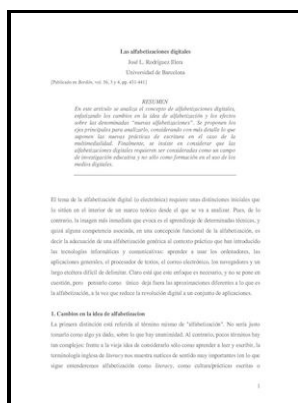 Las alfabetizaciones digitales
José L. Rodríguez Illera
Universidad de Barcelona
[Publicado en Bordón, vol. 56, 3 y 4, pp. 431-441]
RESUMEN
En este artículo se analiza el concepto de alfabetizaciones digitales,
enfatizando los cambios en la idea de alfabetización y los efectos
sobre las denominadas "nuevas alfabetizaciones". Se proponen los
ejes principales para analizarlo, considerando con más detalle lo que
suponen las nuevas prácticas de escritura en el caso de la
multimedialidad. Finalmente, se insiste en considerar que las
alfabetizaciones digitales requieren ser consideradas como un campo
de investigación educativa y no sólo como formación en el uso de los
medios digitales.
El tema de la alfabetización digital (o electrónica) requiere unas distinciones iniciales que
lo sitúen en el interior de un marco teórico desde el que se va a analizar. Pues, de lo
contrario, la imagen más inmediata que evoca es el aprendizaje de determinadas técnicas, y
quizá alguna competencia asociada, en una concepción funcional de la alfabetización, es
decir la adecuación de una alfabetización genérica al contexto práctico que han introducido
las tecnologías informáticas y comunicativas: aprender a usar los ordenadores, las
aplicaciones generales, el procesador de textos, el correo electrónico, los navegadores y un
largo etcétera difícil de delimitar. Claro está que este enfoque es necesario, y no se pone en
cuestión, pero pensarlo como único deja fuera las aproximaciones diferentes a lo que es
la alfabetización, a la vez que reduce la revolución digital a un conjunto de aplicaciones.
1. Cambios en la idea de alfabetización
La primera distinción está referida al término mismo de "alfabetización". No sería justo
tomarlo como algo ya dado, sobre lo que hay unanimidad. Al contrario, pocos términos hay
tan complejos: frente a la vieja idea de considerarlo sólo como aprender a leer y escribir, la
terminología inglesa de literacy nos muestra matices de sentido muy importantes (en lo que
sigue entenderemos alfabetización como literacy, como cultura/prácticas escritas o
1